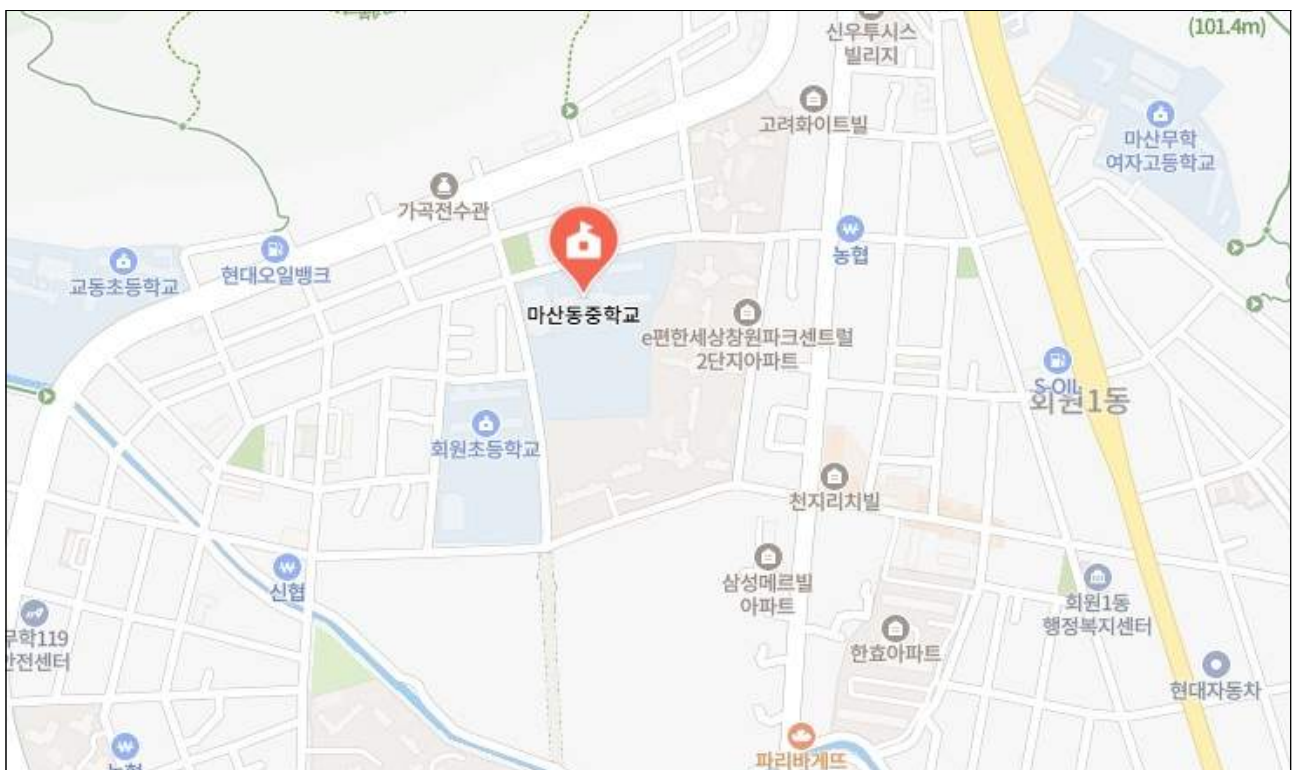 (101.4m)
신우투시스
빌리지
고려화이트빌
마산무학
여자고등학교
가곡전수관
농협
교동초등학교
현대오일뱅크
마산동중학교
e편한세상창원파크센트럴
2단지아파트
S-OIL
회원1동
회원초등학교
천지리치빌
신협
삼성메르빌
아파트
회원1동
행정복지센터
무학119
안전센터
한효아파트
현대자동차
파리바게뜨
농협